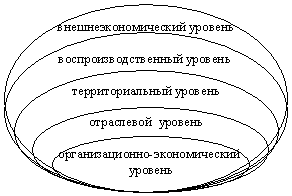 внешнеэкономический уровень
воспроизводственный уровень
территориальный уровень
отраслевой уровень
организационно-экономический
уровень